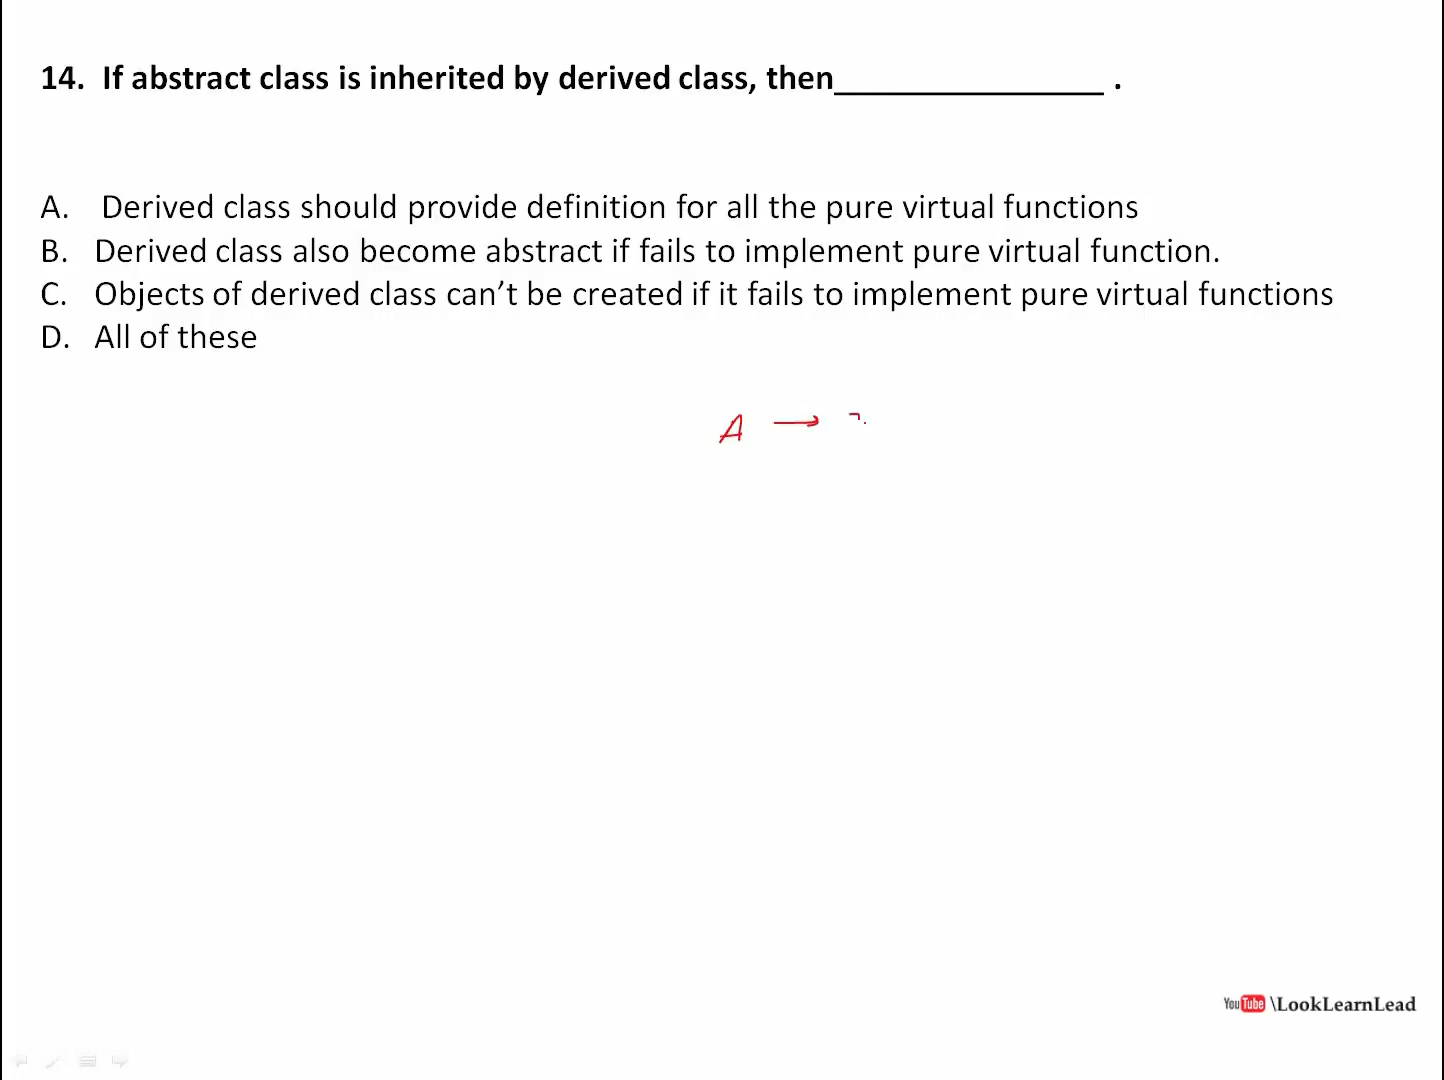 14. If abstract class is inherited by derived class, then_______________ .
A. Derived class should provide definition for all the pure virtual functions
B. Derived class also become abstract if fails to implement pure virtual function.
C. Objects of derived class can’t be created if it fails to implement pure virtual functions
D. All of these
A →
YouTube \LookLearnLead